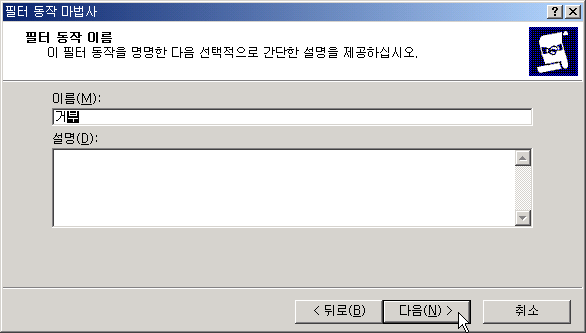 필터 동작 마법사
필터 동작 이름
이 필터 동작을 명명한 다음 선택적으로 간단한 설명을 제공하십시오.
이름(M):
거부
설명(D):
< 뒤로(B)
다음(N) >
취소